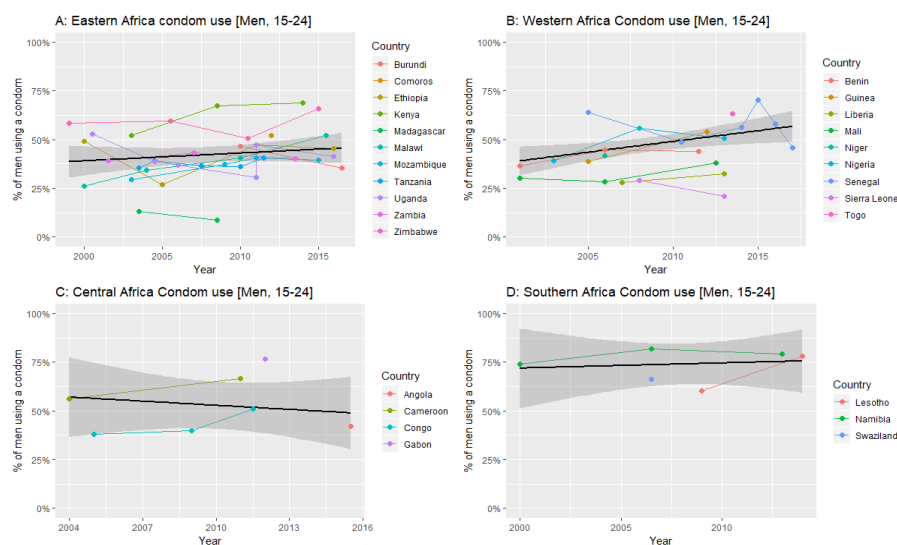 A: Eastern Africa condom use [Men, 15-24]
% of men using a condom
100%
75%
50%
25%
0%
2000
2005
2010
2015
Year
Country
Burundi
Comoros
Ethiopia
Kenya
Madagascar
Malawi
Mozambique
Tanzania
Uganda
Zambia
Zimbabwe
B: Western Africa Condom use [Men, 15-24]
% of men using a condom
100%
75%
50%
25%
0%
2005
2010
2015
Year
Country
Benin
Guinea
Liberia
Mali
Niger
Nigeria
Senegal
Sierra Leone
Togo
C: Central Africa Condom use [Men, 15-24]
% of men using a condom
100%
75%
50%
25%
0%
2004
2007
2010
2013
2016
Year
Country
Angola
Cameroon
Congo
Gabon
D: Southern Africa Condom use [Men, 15-24]
% of men using a condom
100%
75%
50%
25%
0%
2000
2005
2010
Year
Country
Lesotho
Namibia
Swaziland